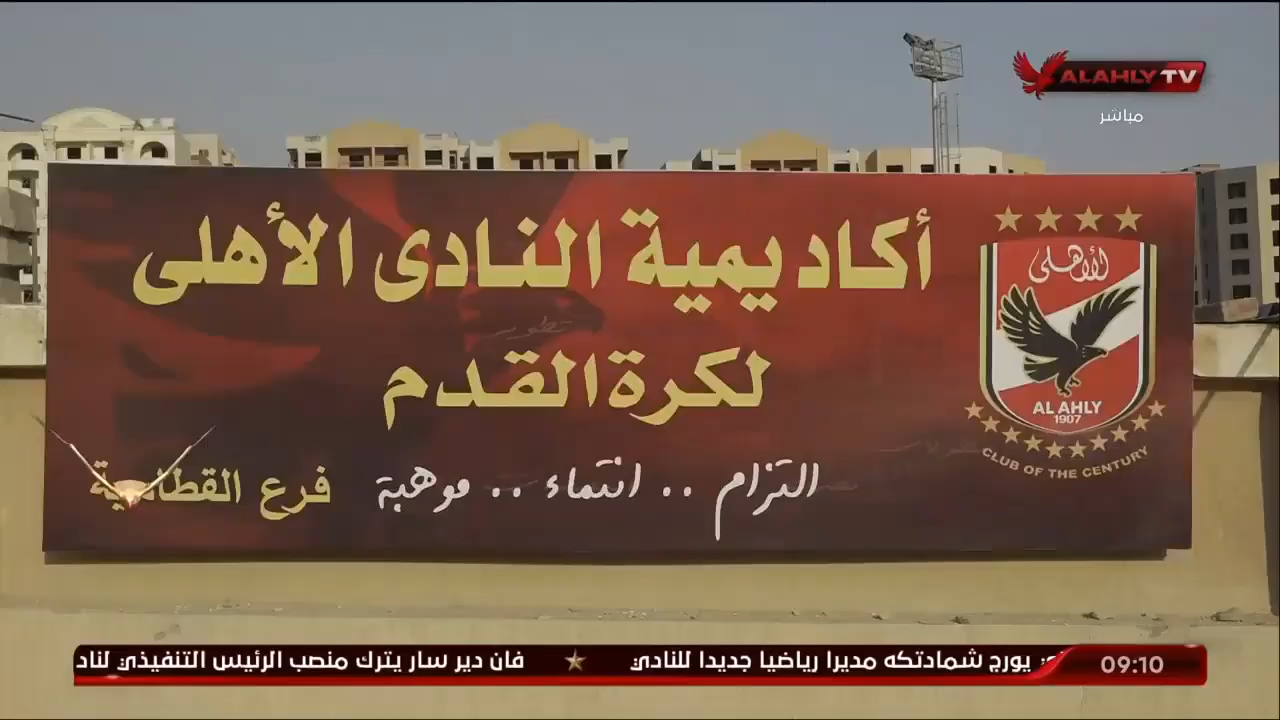 ALAHLY TV
مباشر
أكاديمية النادى الأهلى
لكرة القدم
التزام .. انتماء .. موهبة
فرع القطامية
الأهلى
AL AHLY
1907
CLUB OF THE CENTURY
يورج شمادتكه مديرا رياضيا جديدا للنادي ★ فان دير سار يترك منصب الرئيس التنفيذي لناد
09:10